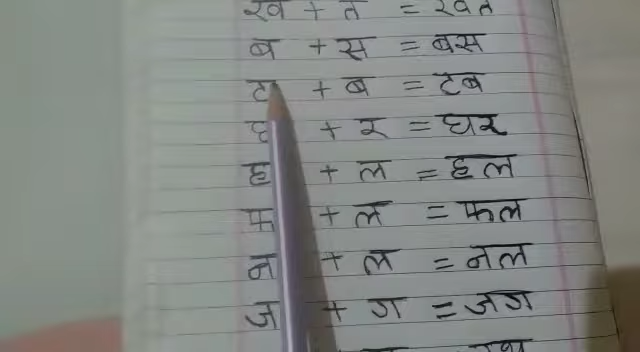 ख + त = खत
ब + स = बस
ट + ब = टब
घ + र = घर
ह + ल = हल
फ + ल = फल
न + ल = नल
ज + ग = जग